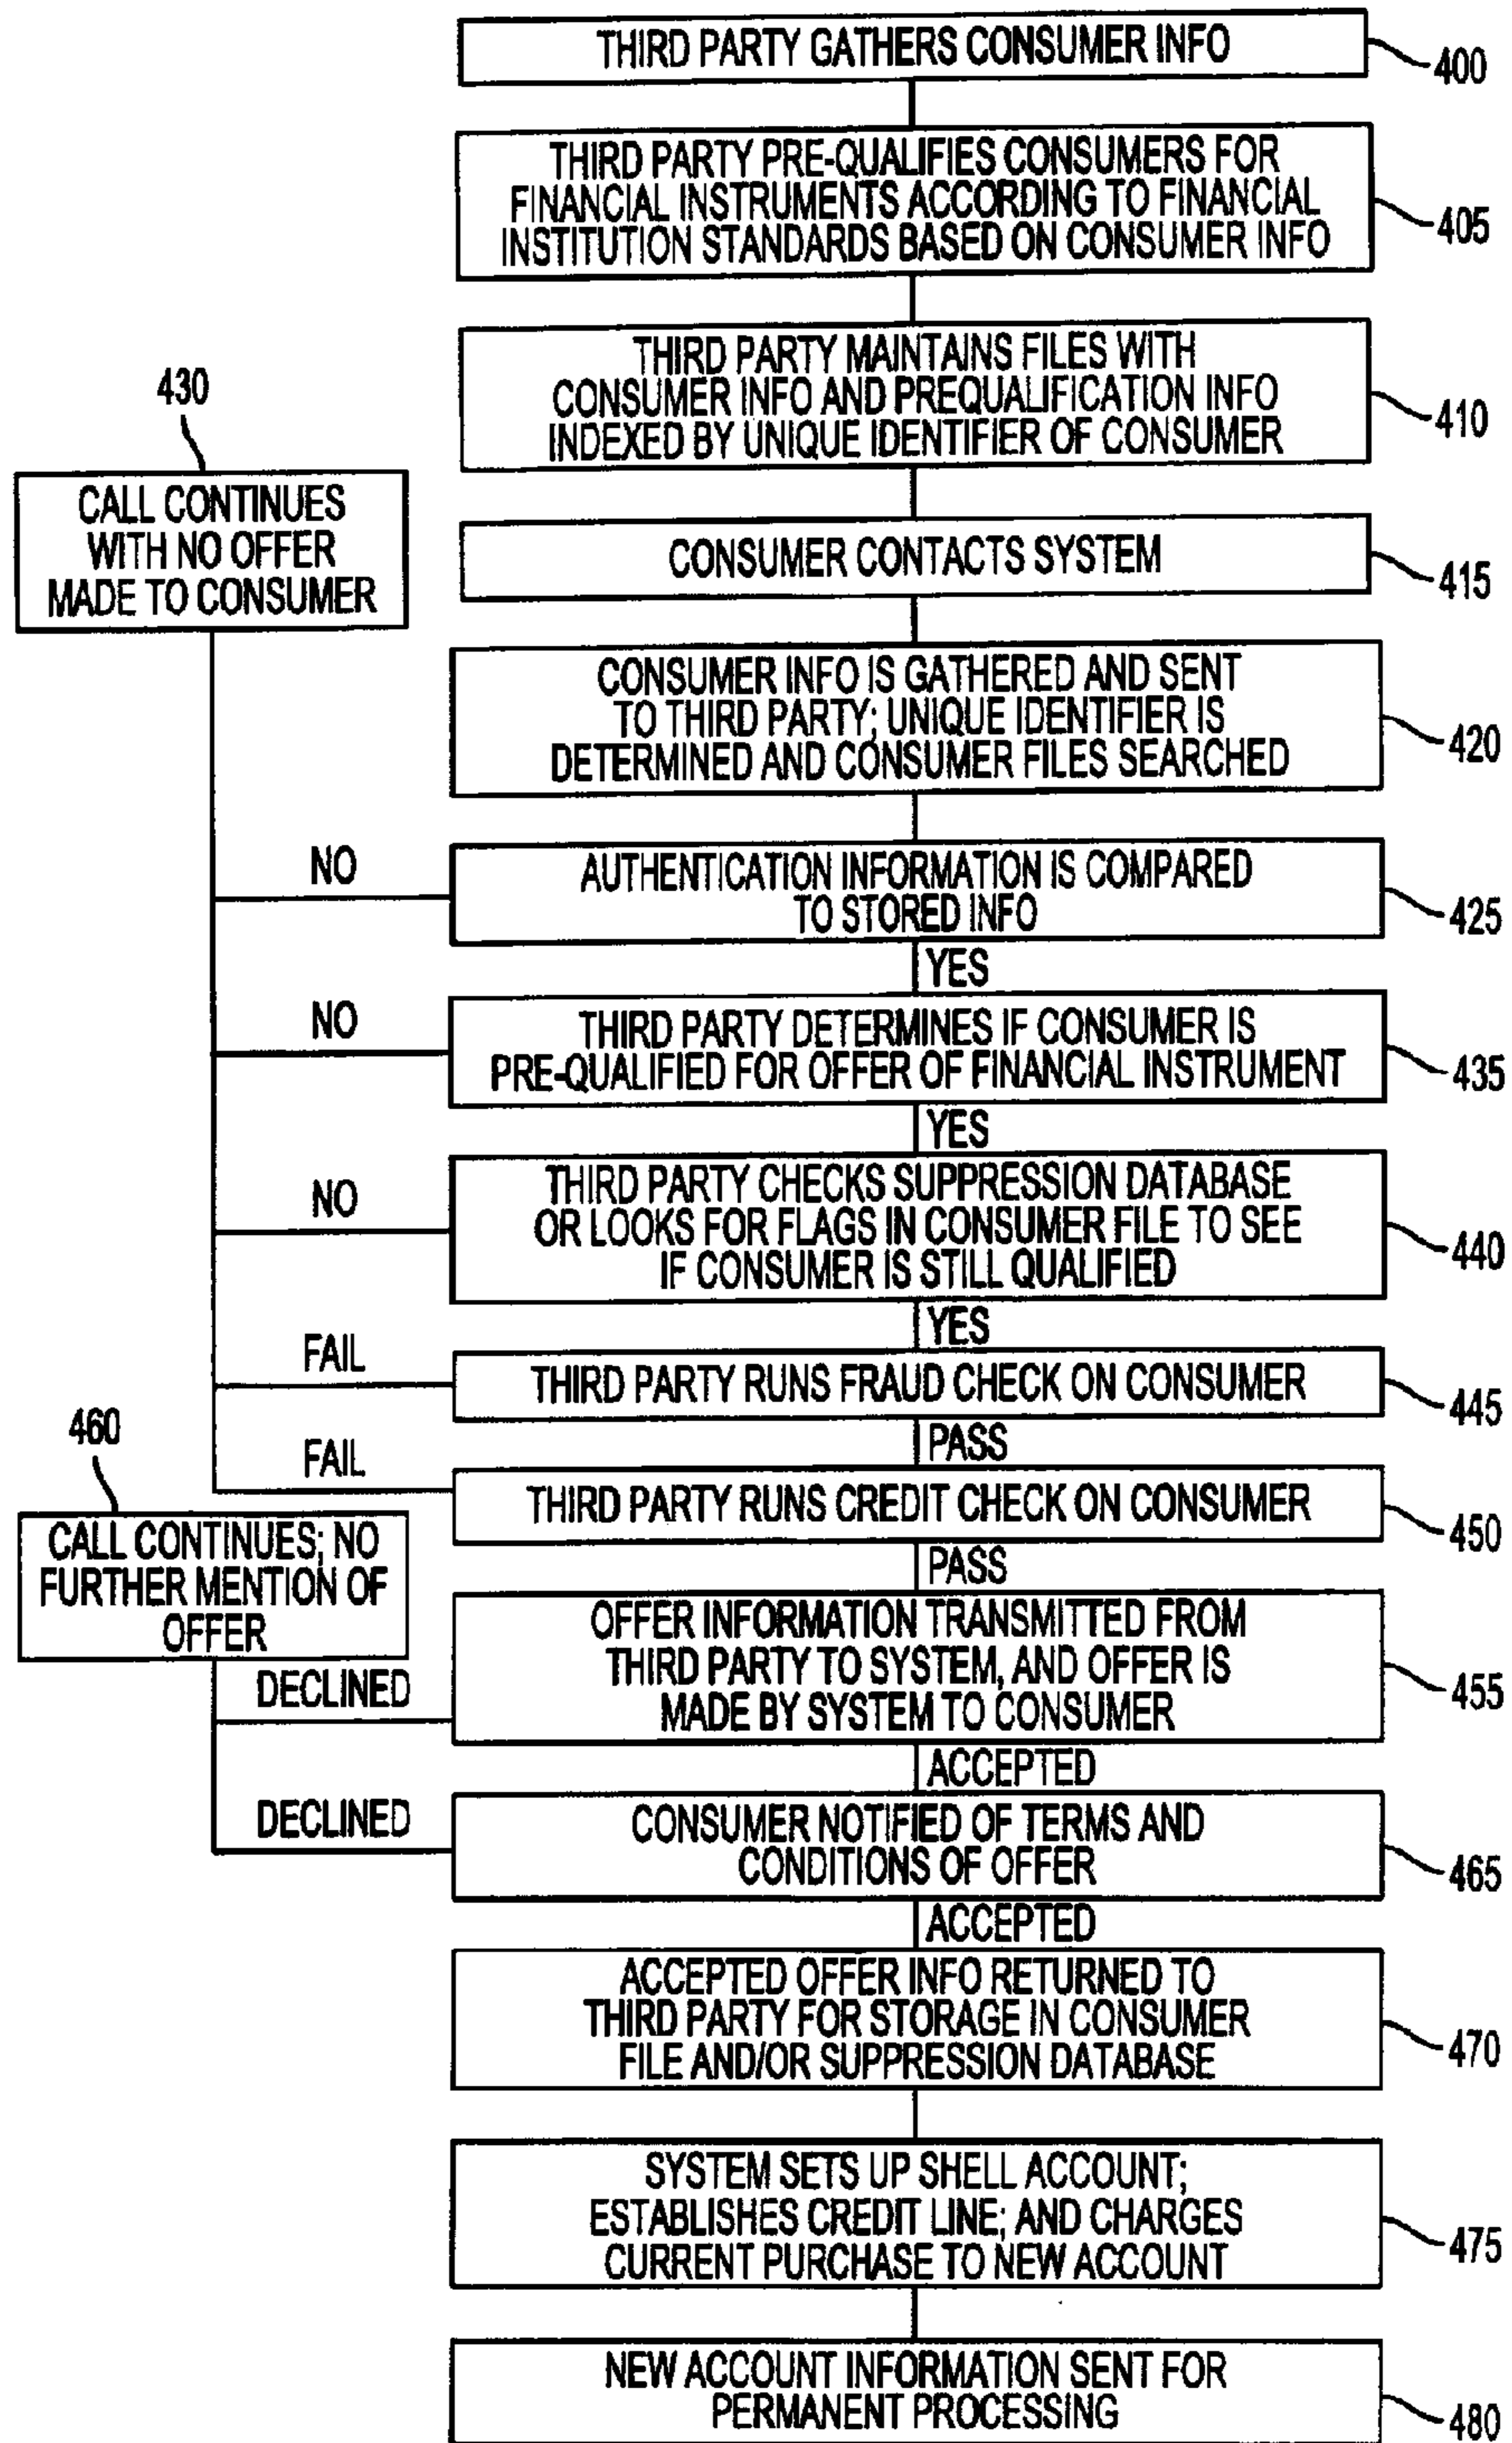 THIRD PARTY GATHERS CONSUMER INFO
400
THIRD PARTY PRE-QUALIFIES CONSUMERS FOR
FINANCIAL INSTRUMENTS ACCORDING TO FINANCIAL
INSTITUTION STANDARDS BASED ON CONSUMER INFO
405
THIRD PARTY MAINTAINS FILES WITH
CONSUMER INFO AND PREQUALIFICATION INFO
INDEXED BY UNIQUE IDENTIFIER OF CONSUMER
410
430
CALL CONTINUES
WITH NO OFFER
MADE TO CONSUMER
CONSUMER CONTACTS SYSTEM
415
CONSUMER INFO IS GATHERED AND SENT
TO THIRD PARTY; UNIQUE IDENTIFIER IS
DETERMINED AND CONSUMER FILES SEARCHED
420
NO
AUTHENTICATION INFORMATION IS COMPARED
TO STORED INFO
425
YES
NO
THIRD PARTY DETERMINES IF CONSUMER IS
PRE-QUALIFIED FOR OFFER OF FINANCIAL INSTRUMENT
435
YES
NO
THIRD PARTY CHECKS SUPPRESSION DATABASE
OR LOOKS FOR FLAGS IN CONSUMER FILE TO SEE
IF CONSUMER IS STILL QUALIFIED
440
YES
FAIL
THIRD PARTY RUNS FRAUD CHECK ON CONSUMER
445
PASS
FAIL
THIRD PARTY RUNS CREDIT CHECK ON CONSUMER
450
PASS
460
CALL CONTINUES; NO
FURTHER MENTION OF
OFFER
OFFER INFORMATION TRANSMITTED FROM
THIRD PARTY TO SYSTEM, AND OFFER IS
MADE BY SYSTEM TO CONSUMER
455
DECLINED
ACCEPTED
DECLINED
CONSUMER NOTIFIED OF TERMS AND
CONDITIONS OF OFFER
465
ACCEPTED
ACCEPTED OFFER INFO RETURNED TO
THIRD PARTY FOR STORAGE IN CONSUMER
FILE AND/OR SUPPRESSION DATABASE
470
SYSTEM SETS UP SHELL ACCOUNT;
ESTABLISHES CREDIT LINE; AND CHARGES
CURRENT PURCHASE TO NEW ACCOUNT
475
NEW ACCOUNT INFORMATION SENT FOR
PERMANENT PROCESSING
480